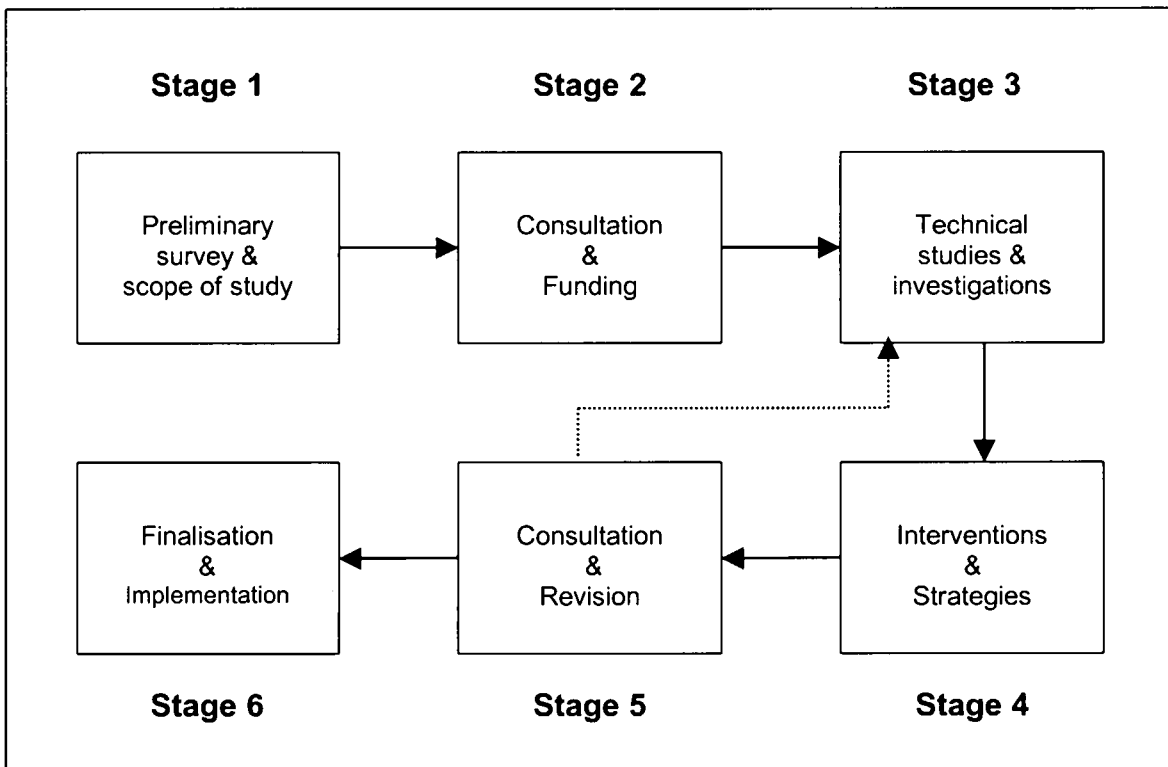 Stage 1
Stage 2
Stage 3
Preliminary
survey &
scope of study
Consultation
&
Funding
Technical
studies &
investigations
Finalisation
&
Implementation
Consultation
&
Revision
Interventions
&
Strategies
Stage 6
Stage 5
Stage 4